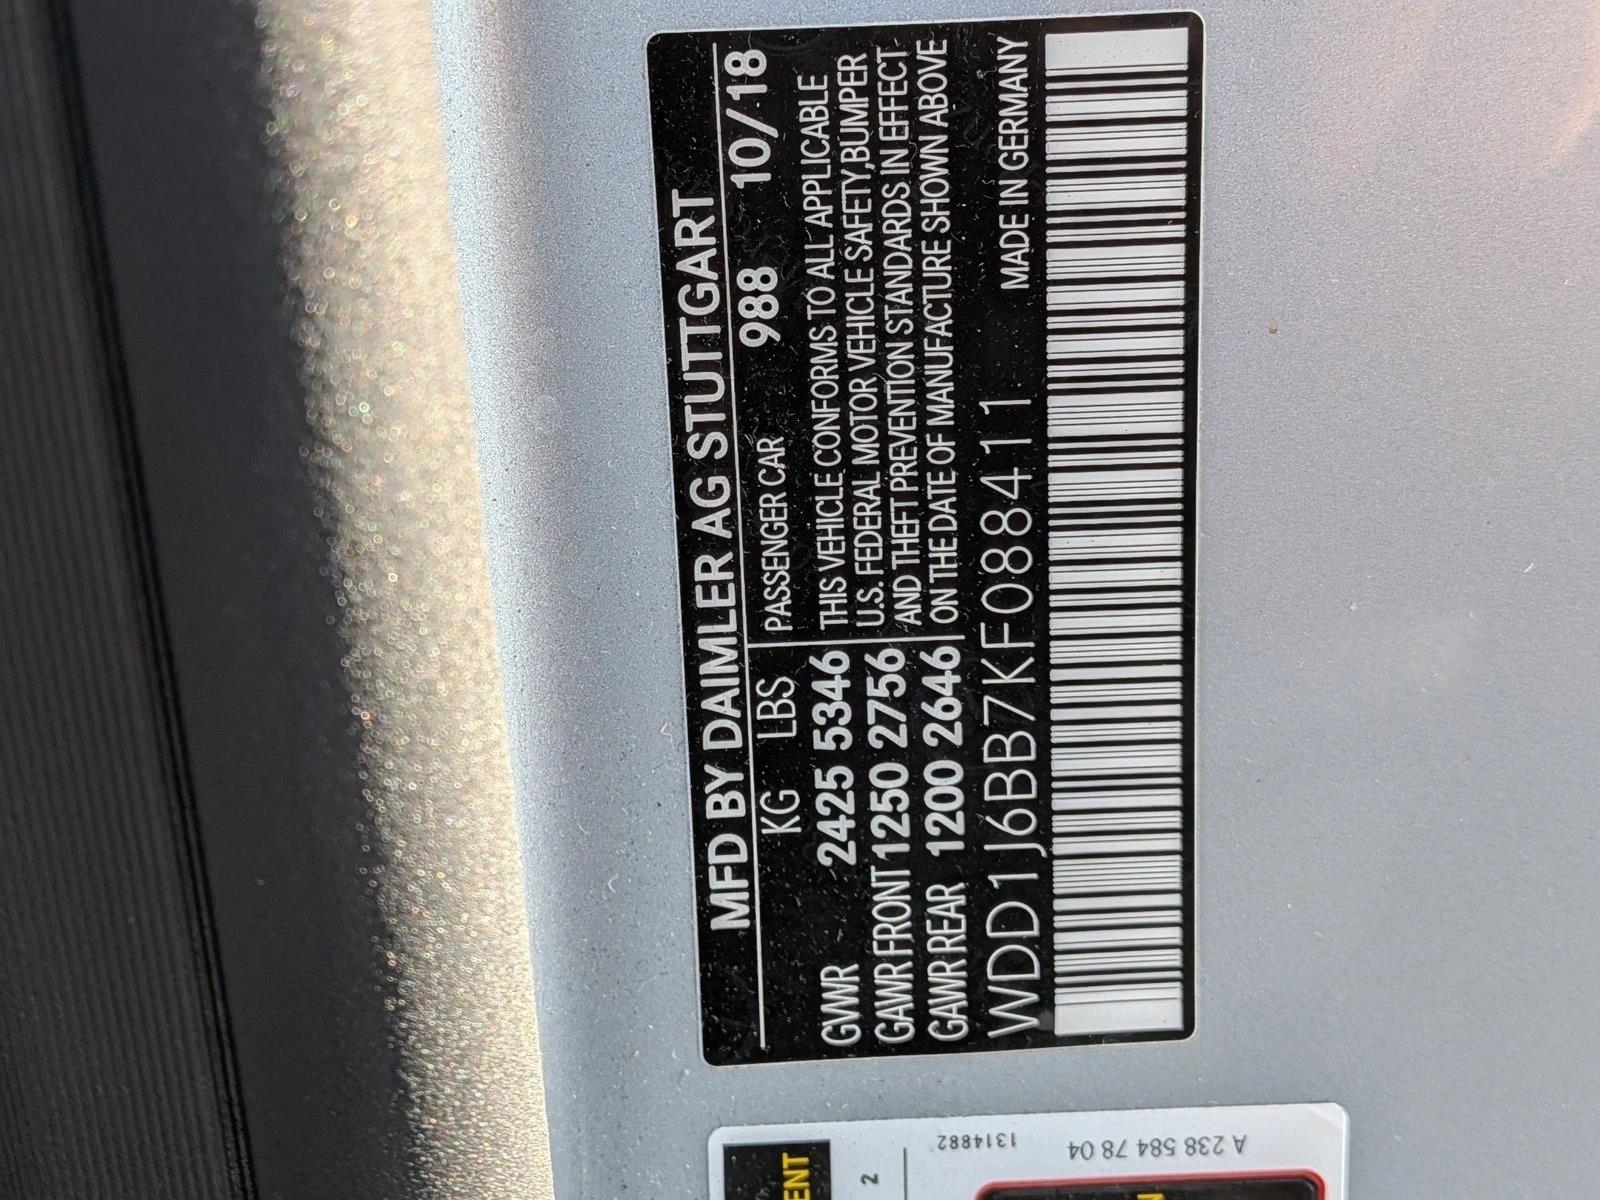 MFD BY DAIMLER AG STUTTGART
KG LBS PASSENGER CAR 988 10/18
GVWR 2425 5346 THIS VEHICLE CONFORMS TO ALL APPLICABLE
GAWR FRONT 1250 2756 U.S. FEDERAL MOTOR VEHICLE SAFETY,BUMPER
AND THEFT PREVENTION STANDARDS IN EFFECT
GAWR REAR 1200 2646 ON THE DATE OF MANUFACTURE SHOWN ABOVE
WDD1J6BB7KF088411 MADE IN GERMANY
1314882
A 238 584 78 04
2
ENT